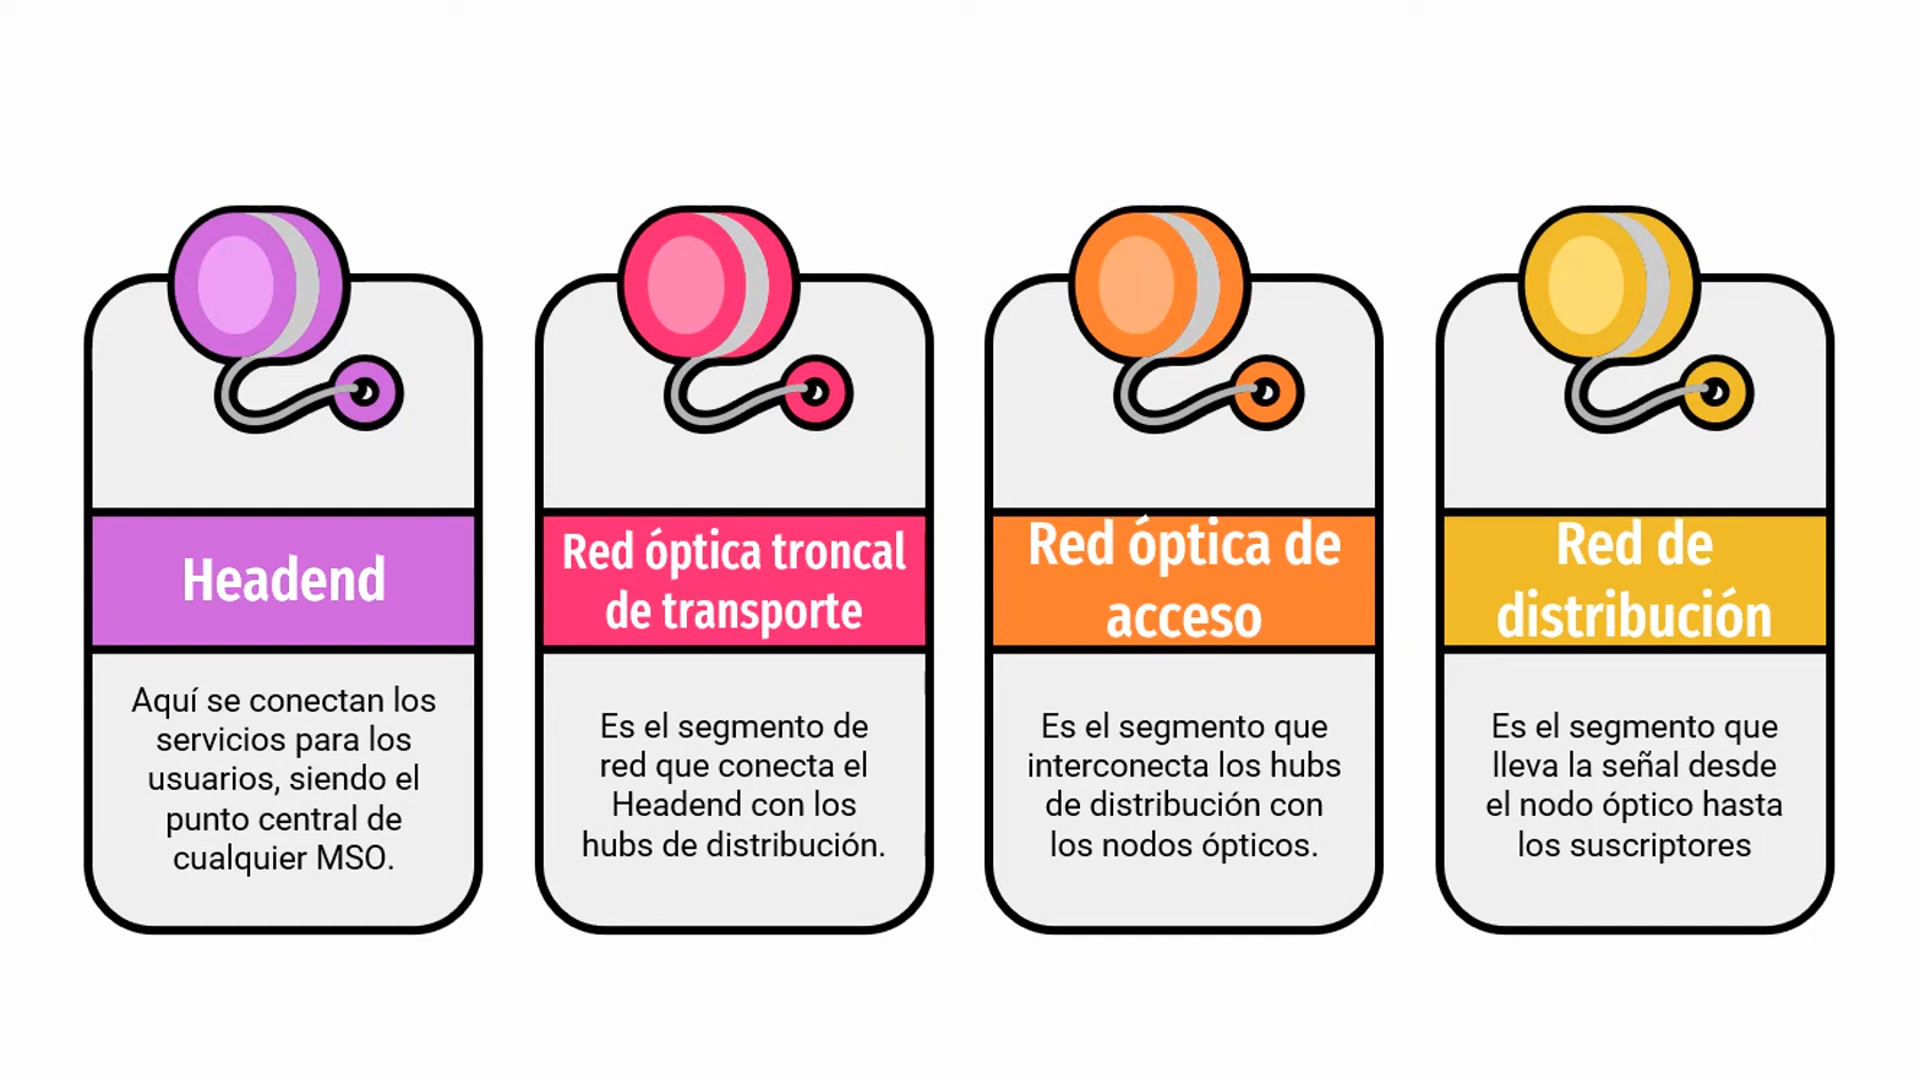 Headend
Aquí se conectan los
servicios para los
usuarios, siendo el
punto central de
cualquier MSO.
Red óptica troncal
de transporte
Es el segmento de
red que conecta el
Headend con los
hubs de distribución.
Red óptica de
acceso
Es el segmento que
interconecta los hubs
de distribución con
los nodos ópticos.
Red de
distribución
Es el segmento que
lleva la señal desde
el nodo óptico hasta
los suscriptores